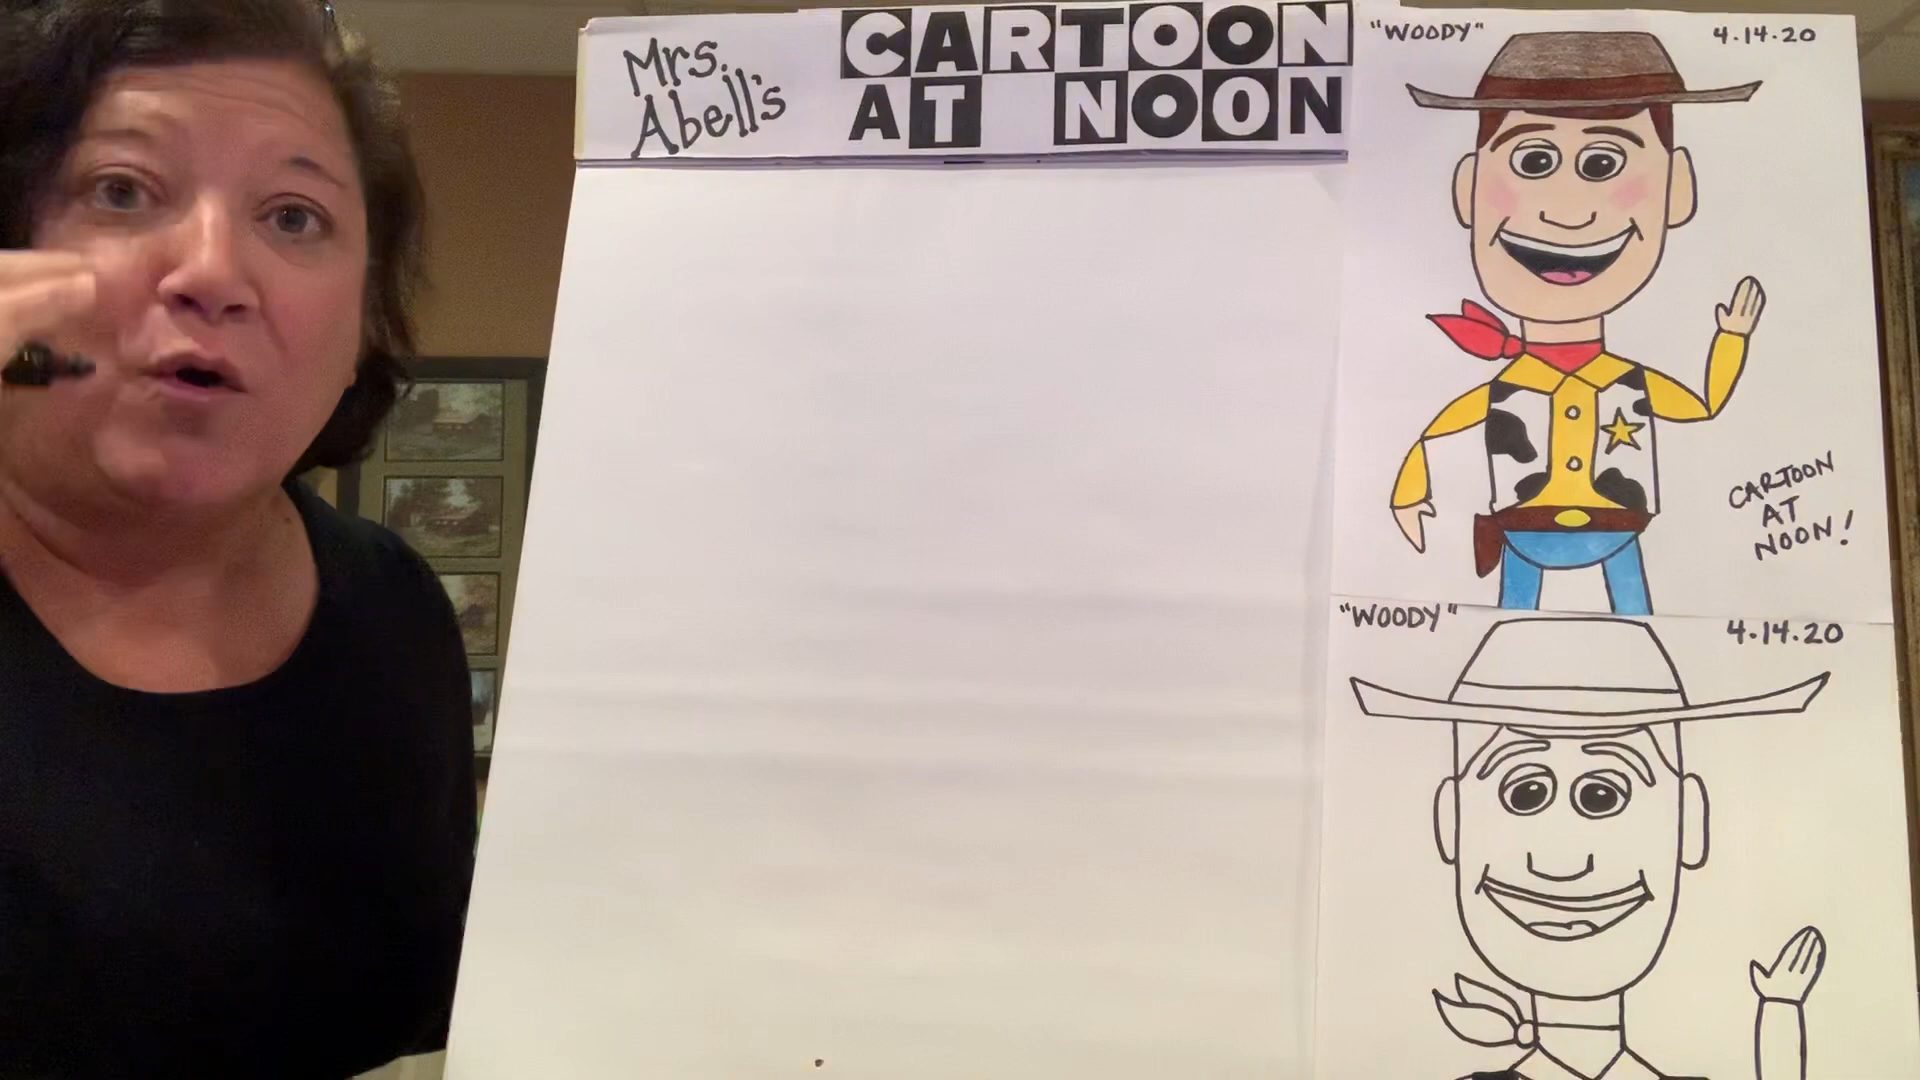 Mrs.
Abell's
CARTOON
AT NOON
"WOODY" 4.14.20
CARTOON
AT
NOON!
"WOODY" 4.14.20